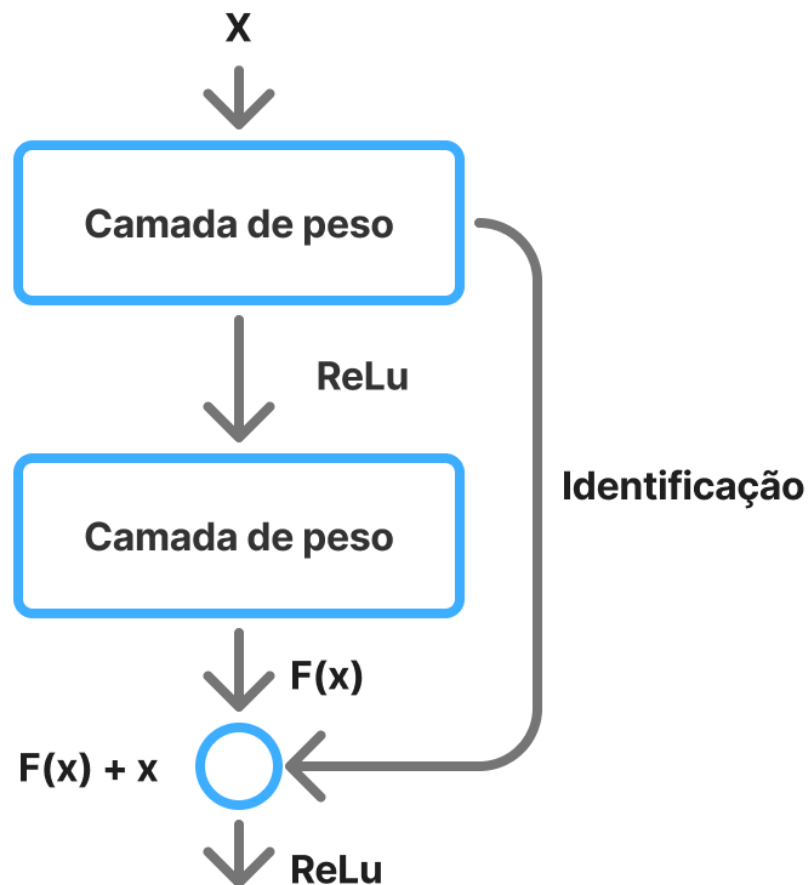 X
Camada de peso
ReLu
Identificação
Camada de peso
F(x)
F(x) + x
ReLu